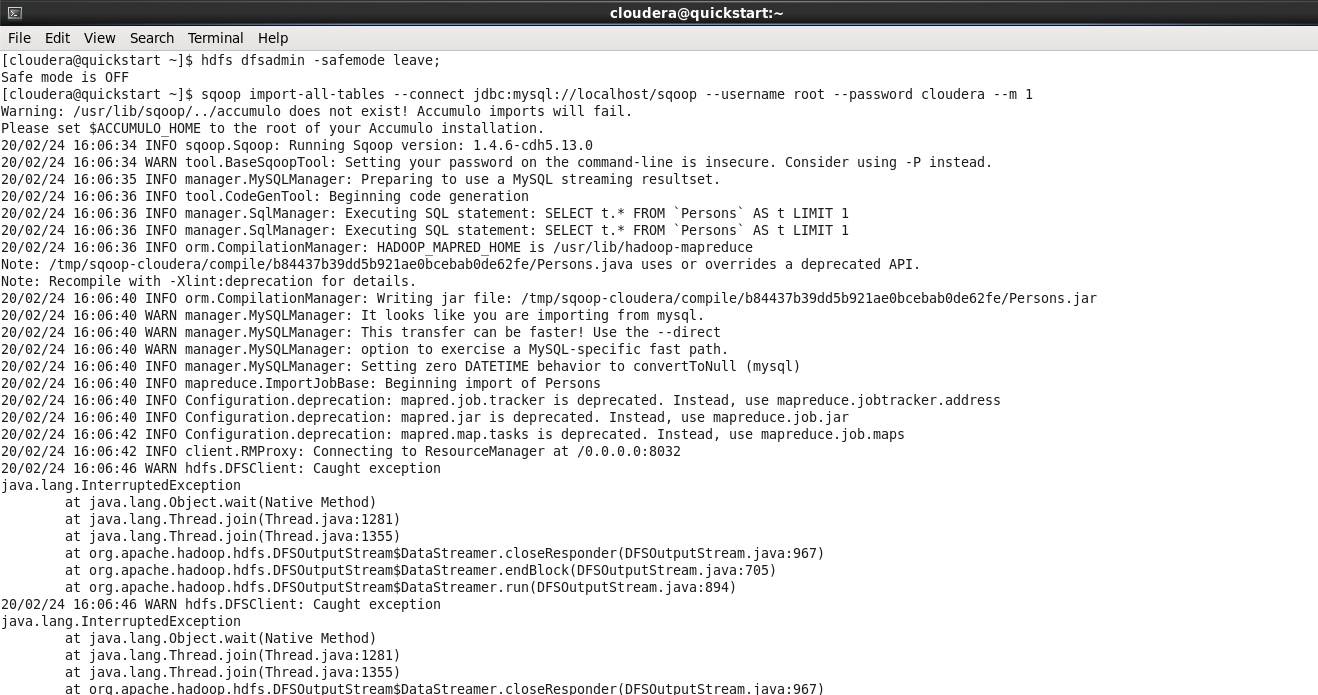 cloudera@quickstart:~
File Edit View Search Terminal Help
[cloudera@quickstart ~]$ hdfs dfsadmin -safemode leave;
Safe mode is OFF
[cloudera@quickstart ~]$ sqoop import-all-tables --connect jdbc:mysql://localhost/sqoop --username root --password cloudera --m 1
Warning: /usr/lib/sqoop/../accumulo does not exist! Accumulo imports will fail.
Please set $ACCUMULO_HOME to the root of your Accumulo installation.
20/02/24 16:06:34 INFO sqoop.Sqoop: Running Sqoop version: 1.4.6-cdh5.13.0
20/02/24 16:06:34 WARN tool.BaseSqoopTool: Setting your password on the command-line is insecure. Consider using -P instead.
20/02/24 16:06:35 INFO manager.MySQLManager: Preparing to use a MySQL streaming resultset.
20/02/24 16:06:36 INFO tool.CodeGenTool: Beginning code generation
20/02/24 16:06:36 INFO manager.SqlManager: Executing SQL statement: SELECT t.* FROM `Persons` AS t LIMIT 1
20/02/24 16:06:36 INFO manager.SqlManager: Executing SQL statement: SELECT t.* FROM `Persons` AS t LIMIT 1
20/02/24 16:06:36 INFO orm.CompilationManager: HADOOP_MAPRED_HOME is /usr/lib/hadoop-mapreduce
Note: /tmp/sqoop-cloudera/compile/b84437b39dd5b921ae0bcebab0de62fe/Persons.java uses or overrides a deprecated API.
Note: Recompile with -Xlint:deprecation for details.
20/02/24 16:06:40 INFO orm.CompilationManager: Writing jar file: /tmp/sqoop-cloudera/compile/b84437b39dd5b921ae0bcebab0de62fe/Persons.jar
20/02/24 16:06:40 WARN manager.MySQLManager: It looks like you are importing from mysql.
20/02/24 16:06:40 WARN manager.MySQLManager: This transfer can be faster! Use the --direct
20/02/24 16:06:40 WARN manager.MySQLManager: option to exercise a MySQL-specific fast path.
20/02/24 16:06:40 INFO manager.MySQLManager: Setting zero DATETIME behavior to convertToNull (mysql)
20/02/24 16:06:40 INFO mapreduce.ImportJobBase: Beginning import of Persons
20/02/24 16:06:40 INFO Configuration.deprecation: mapred.job.tracker is deprecated. Instead, use mapreduce.jobtracker.address
20/02/24 16:06:40 INFO Configuration.deprecation: mapred.jar is deprecated. Instead, use mapreduce.job.jar
20/02/24 16:06:42 INFO Configuration.deprecation: mapred.map.tasks is deprecated. Instead, use mapreduce.job.maps
20/02/24 16:06:42 INFO client.RMProxy: Connecting to ResourceManager at /0.0.0.0:8032
20/02/24 16:06:46 WARN hdfs.DFSClient: Caught exception
java.lang.InterruptedException
        at java.lang.Object.wait(Native Method)
        at java.lang.Thread.join(Thread.java:1281)
        at java.lang.Thread.join(Thread.java:1355)
        at org.apache.hadoop.hdfs.DFSOutputStream$DataStreamer.closeResponder(DFSOutputStream.java:967)
        at org.apache.hadoop.hdfs.DFSOutputStream$DataStreamer.endBlock(DFSOutputStream.java:705)
        at org.apache.hadoop.hdfs.DFSOutputStream$DataStreamer.run(DFSOutputStream.java:894)
20/02/24 16:06:46 WARN hdfs.DFSClient: Caught exception
java.lang.InterruptedException
        at java.lang.Object.wait(Native Method)
        at java.lang.Thread.join(Thread.java:1281)
        at java.lang.Thread.join(Thread.java:1355)
        at org.apache.hadoop.hdfs.DFSOutputStream$DataStreamer.closeResponder(DFSOutputStream.java:967)